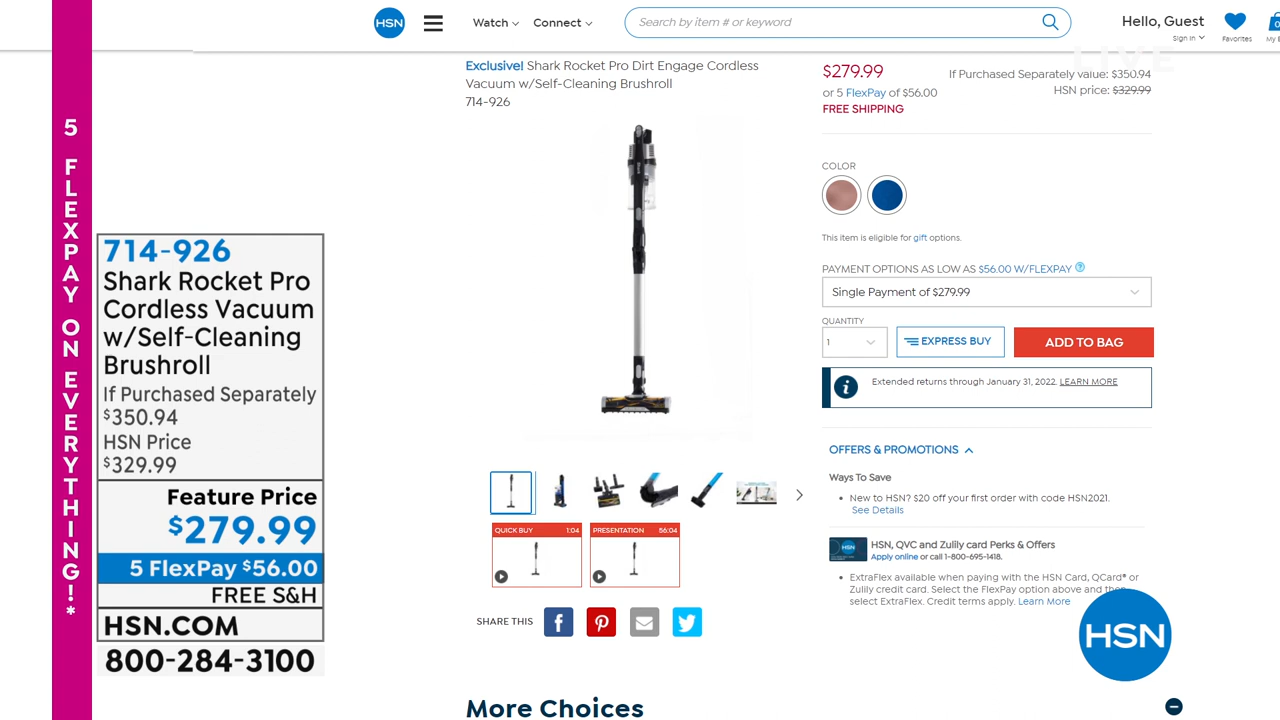 HSN
Watch
Connect
Search by item # or keyword
Hello, Guest
Sign In
Favorites
0
LIVE
5 FLEXPAY ON EVERYTHING!*
714-926
Shark Rocket Pro
Cordless Vacuum
w/Self-Cleaning
Brushroll
If Purchased Separately
$350.94
HSN Price
$329.99
Feature Price
$279.99
5 FlexPay $56.00
FREE S&H
HSN.COM
800-284-3100
Exclusive! Shark Rocket Pro Dirt Engage Cordless
Vacuum w/Self-Cleaning Brushroll
714-926
QUICK BUY 1:04
PRESENTATION 56:04
SHARE THIS
$279.99
or 5 FlexPay of $56.00
FREE SHIPPING
If Purchased Separately value: $350.94
HSN price: $329.99
COLOR
This item is eligible for gift options.
PAYMENT OPTIONS AS LOW AS $56.00 W/FLEXPAY ?
Single Payment of $279.99
QUANTITY
1
EXPRESS BUY
ADD TO BAG
Extended returns through January 31, 2022. LEARN MORE
OFFERS & PROMOTIONS
Ways To Save
New to HSN? $20 off your first order with code HSN2021.
See Details
HSN
HSN, QVC and Zulily card Perks & Offers
Apply online or call 1-800-695-1418.
ExtraFlex available when paying with the HSN Card, QCard® or
Zulily credit card. Select the FlexPay option above and then
select ExtraFlex. Credit terms apply. Learn More
HSN
More Choices